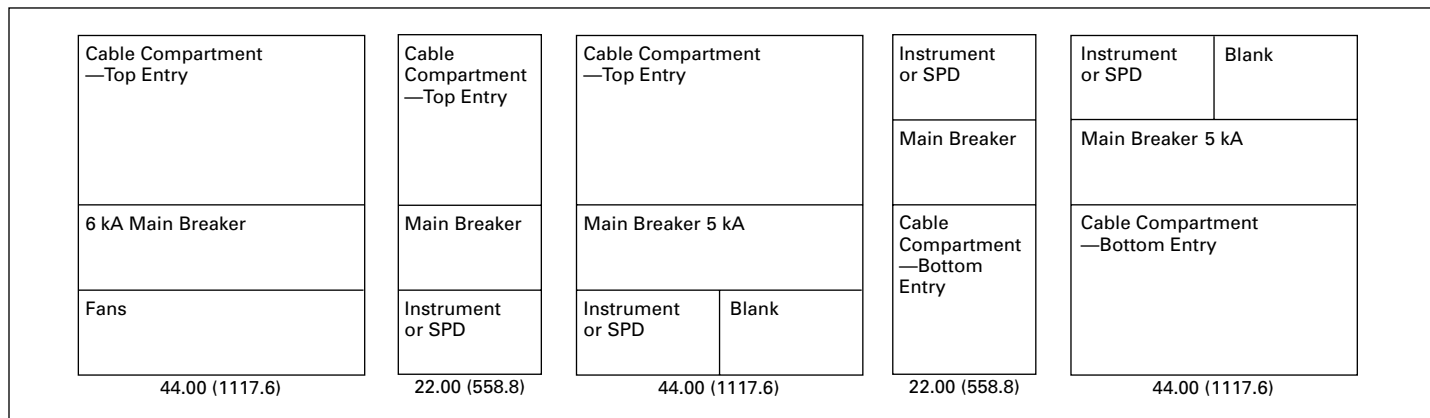 Cable Compartment
—Top Entry
6 kA Main Breaker
Fans
44.00 (1117.6)
Cable
Compartment
—Top Entry
Main Breaker
Instrument
or SPD
22.00 (558.8)
Cable Compartment
—Top Entry
Main Breaker 5 kA
Instrument
or SPD
Blank
44.00 (1117.6)
Instrument
or SPD
Main Breaker
Cable
Compartment
—Bottom
Entry
22.00 (558.8)
Instrument
or SPD
Blank
Main Breaker 5 kA
Cable Compartment
—Bottom Entry
44.00 (1117.6)